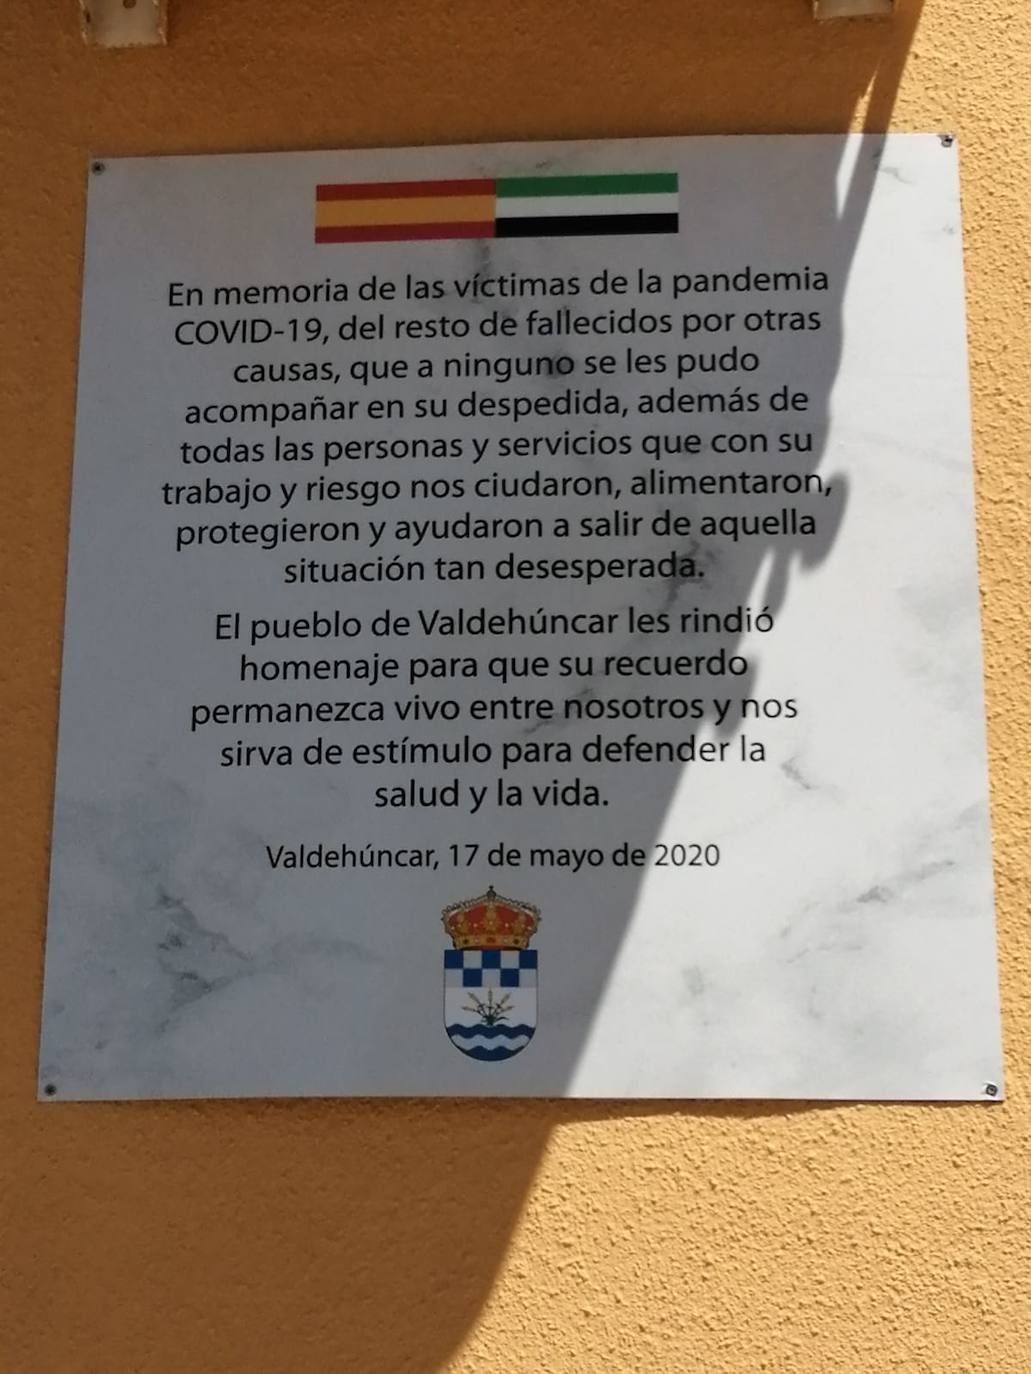 En memoria de las víctimas de la pandemia
COVID-19, del resto de fallecidos por otras
causas, que a ninguno se les pudo
acompañar en su despedida, además de
todas las personas y servicios que con su
trabajo y riesgo nos ciudaron, alimentaron,
protegieron y ayudaron a salir de aquella
situación tan desesperada.
El pueblo de Valdehúncar les rindió
homenaje para que su recuerdo
permanezca vivo entre nosotros y nos
sirva de estímulo para defender la
salud y la vida.
Valdehúncar, 17 de mayo de 2020